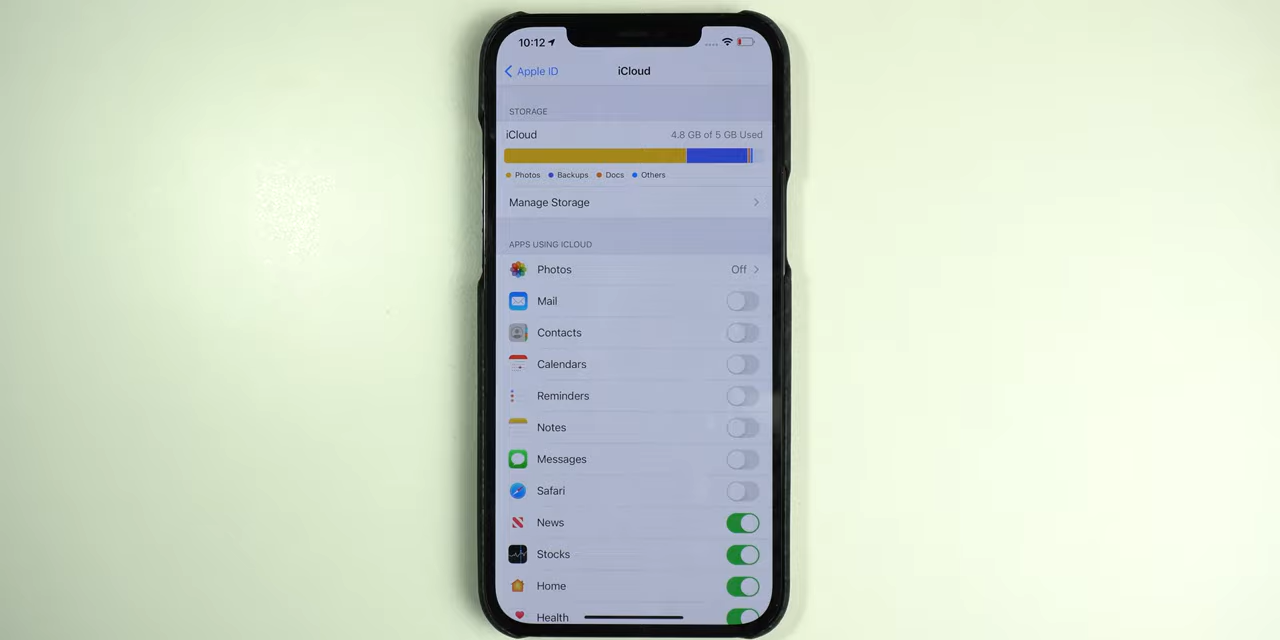 10:12
Apple ID
iCloud
STORAGE
iCloud
4.8 GB of 5 GB Used
Photos Backups Docs Others
Manage Storage
APPS USING ICLOUD
Photos Off
Mail
Contacts
Calendars
Reminders
Notes
Messages
Safari
News
Stocks
Home
Health